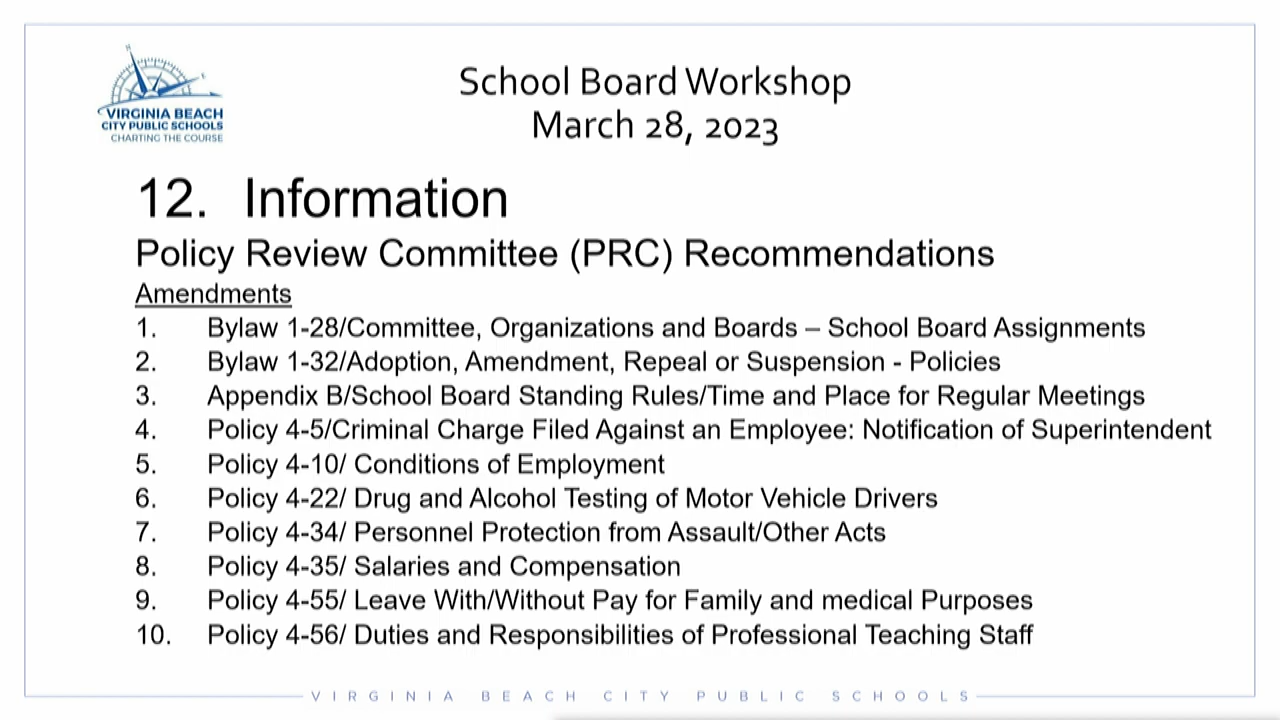 VIRGINIA BEACH
CITY PUBLIC SCHOOLS
CHARTING THE COURSE
School Board Workshop
March 28, 2023
12. Information
Policy Review Committee (PRC) Recommendations
Amendments
1. Bylaw 1-28/Committee, Organizations and Boards – School Board Assignments
2. Bylaw 1-32/Adoption, Amendment, Repeal or Suspension - Policies
3. Appendix B/School Board Standing Rules/Time and Place for Regular Meetings
4. Policy 4-5/Criminal Charge Filed Against an Employee: Notification of Superintendent
5. Policy 4-10/ Conditions of Employment
6. Policy 4-22/ Drug and Alcohol Testing of Motor Vehicle Drivers
7. Policy 4-34/ Personnel Protection from Assault/Other Acts
8. Policy 4-35/ Salaries and Compensation
9. Policy 4-55/ Leave With/Without Pay for Family and medical Purposes
10. Policy 4-56/ Duties and Responsibilities of Professional Teaching Staff
VIRGINIA BEACH CITY PUBLIC SCHOOLS